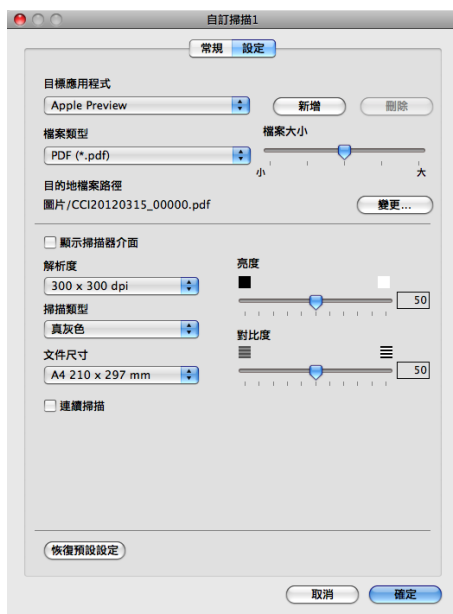 自訂掃描1
常規 設定
目標應用程式
Apple Preview 新增 刪除
檔案類型 檔案大小
PDF (*.pdf)
小 大
目的地檔案路徑
圖片/CCI20120315_00000.pdf 變更...
顯示掃描器介面
解析度 亮度
300 x 300 dpi
50
掃描類型
真灰色 對比度
文件尺寸
A4 210 x 297 mm 50
連續掃描
恢復預設設定
取消 確定